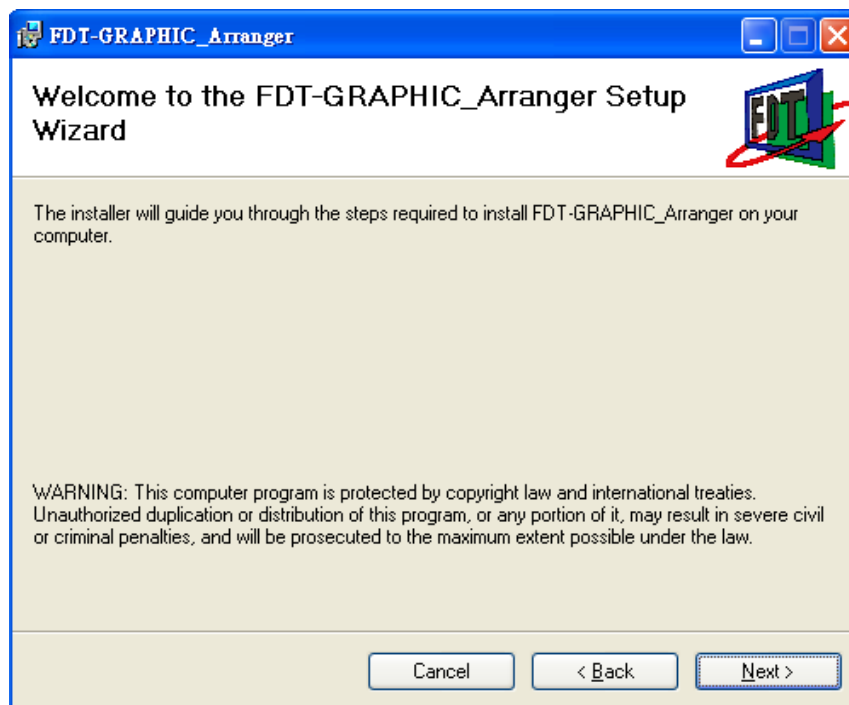 FDT-GRAPHIC_Arranger
Welcome to the FDT-GRAPHIC_Arranger Setup
Wizard
FDT
The installer will guide you through the steps required to install FDT-GRAPHIC_Arranger on your
computer.
WARNING: This computer program is protected by copyright law and international treaties.
Unauthorized duplication or distribution of this program, or any portion of it, may result in severe civil
or criminal penalties, and will be prosecuted to the maximum extent possible under the law.
Cancel
< Back
Next >